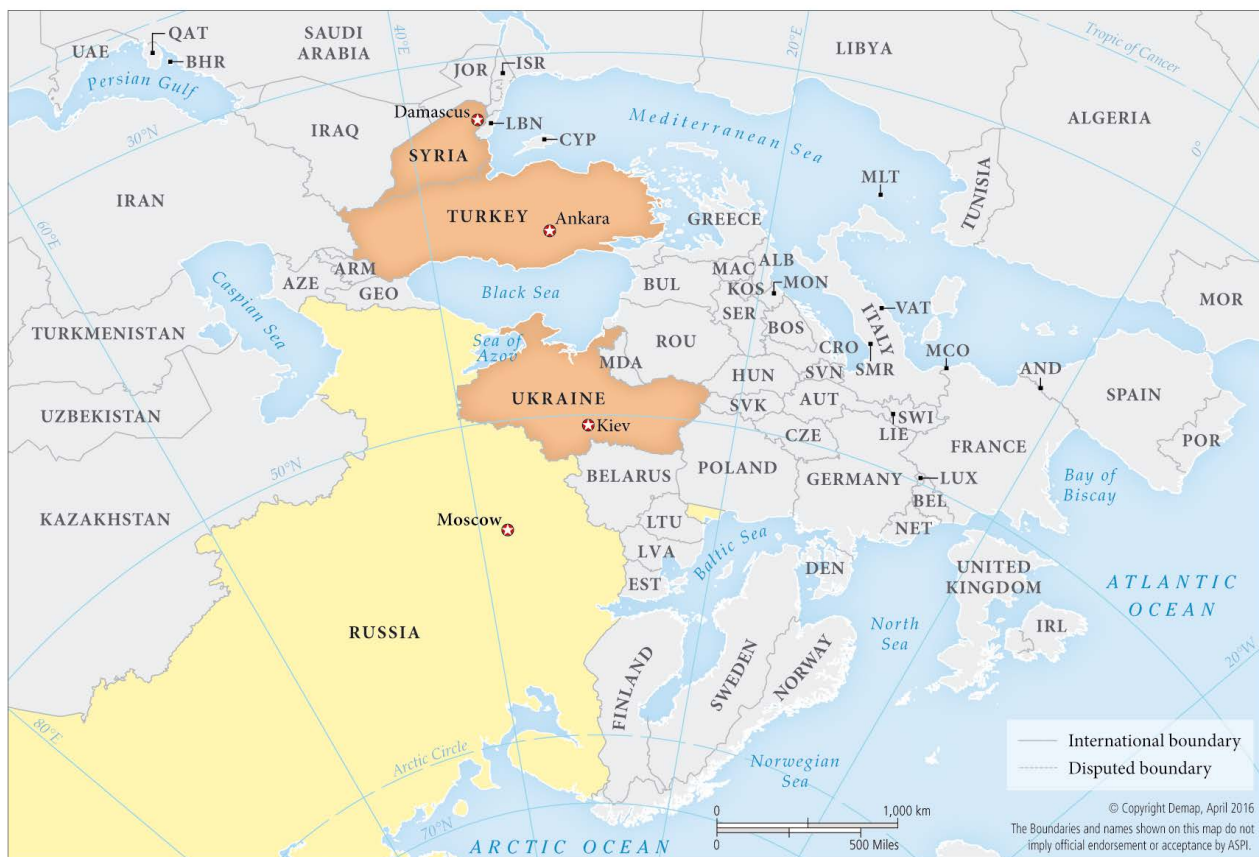 QAT
UAE
BHR
Persian Gulf
SAUDI
ARABIA
40°E
JOR
ISR
20°E
LIBYA
Tropic of Cancer
30°N
IRAQ
Damascus
LBN
CYP
Mediterranean Sea
ALGERIA
0°
SYRIA
IRAN
MLT
TUNISIA
TURKEY
Ankara
GREECE
60°E
Caspian Sea
AZE
ARM
GEO
Black Sea
BUL
MAC
ALB
KOS
MON
MOR
SER
VAT
TURKMENISTAN
Sea of
Azov
MDA
ROU
BOS
ITALY
CRO
SMR
MCO
AND
SPAIN
UZBEKISTAN
UKRAINE
HUN
SVN
SVK
AUT
SWI
LIE
Kiev
CZE
FRANCE
POR
50°N
BELARUS
POLAND
GERMANY
LUX
Bay of
Biscay
BEL
KAZAKHSTAN
Moscow
LTU
NET
LVA
Baltic Sea
EST
DEN
UNITED
KINGDOM
ATLANTIC
OCEAN
RUSSIA
North
Sea
IRL
20°W
FINLAND
SWEDEN
NORWAY
80°E
Arctic Circle
Norwegian
Sea
70°N
ARCTIC OCEAN
International boundary
Disputed boundary
0 1,000 km
0 500 Miles
© Copyright Demap, April 2016
The Boundaries and names shown on this map do not
imply official endorsement or acceptance by ASPI.